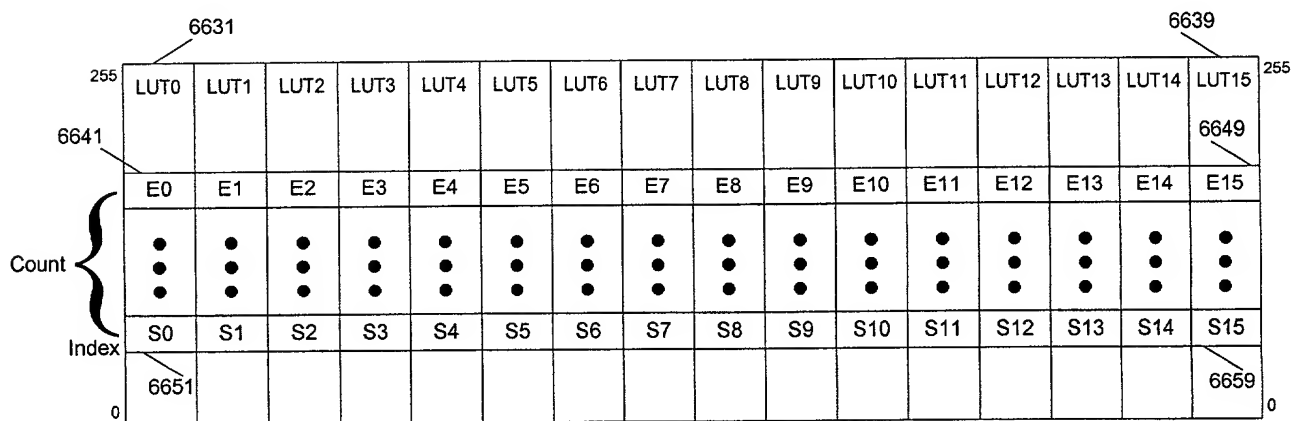 6631 6639
255 LUT0 LUT1 LUT2 LUT3 LUT4 LUT5 LUT6 LUT7 LUT8 LUT9 LUT10 LUT11 LUT12 LUT13 LUT14 LUT15 255
6641 6649
E0 E1 E2 E3 E4 E5 E6 E7 E8 E9 E10 E11 E12 E13 E14 E15
Count
Index S0 S1 S2 S3 S4 S5 S6 S7 S8 S9 S10 S11 S12 S13 S14 S15
6651 6659
0 0